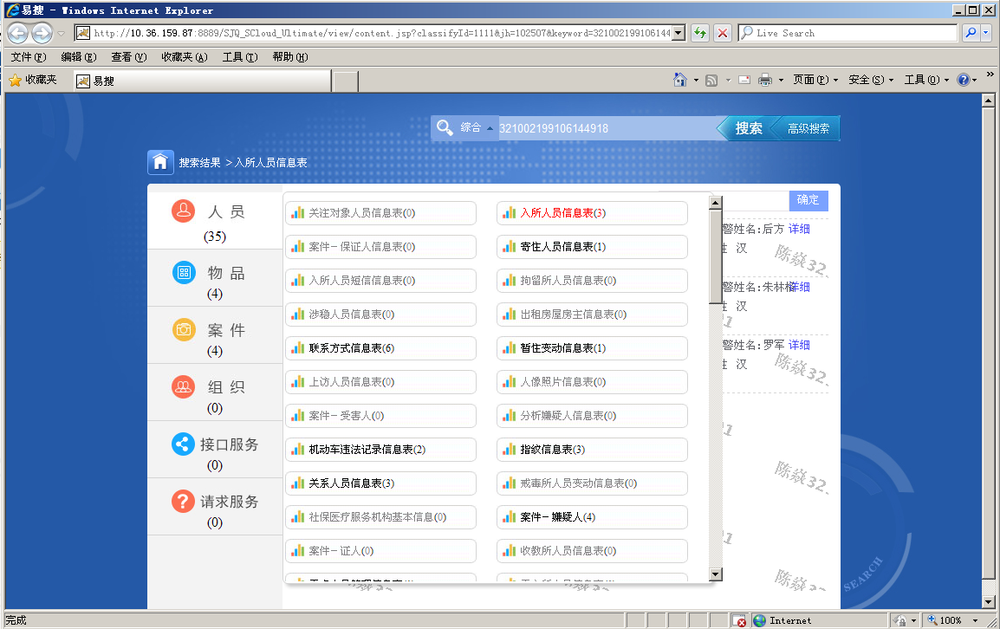 易搜 - Windows Internet Explorer
http://10.36.159.87:8889/SJQ_SCloud_Ultimate/view/content.jsp?classifyId=1111&jh=102507&keyword=32100219910614
Live Search
文件(F) 编辑(E) 查看(V) 收藏夹(A) 工具(T) 帮助(H)
收藏夹 易搜 页面(P) 安全(S) 工具(O) »
综合 321002199106144918 搜索 高级搜索
搜索结果 >入所人员信息表
人 员
(35)
物 品
(4)
案 件
(4)
组 织
(0)
接口服务
(0)
请求服务
(0)
关注对象人员信息表(0) 入所人员信息表(3)
案件-保证人信息表(0) 寄住人员信息表(1)
入所人员短信信息表(0) 拘留所人员信息表(0)
涉稳人员信息表(0) 出租房屋房主信息表(0)
联系方式信息表(6) 暂住变动信息表(1)
上访人员信息表(0) 人像照片信息表(0)
案件-受害人(0) 分析嫌疑人信息表(0)
机动车违法记录信息表(2) 指纹信息表(3)
关系人员信息表(3) 戒毒所人员变动信息表(0)
社保医疗服务机构基本信息(0) 案件-嫌疑人(4)
案件-证人(0) 收教所人员信息表(0)
确定
警姓名:后方 详细
汉
陈焱32.
警姓名:朱林 详细
汉
警姓名:罗军 详细
汉
陈焱32.
陈焱32.
陈焱32.
SEARCH
完成 Internet 100%